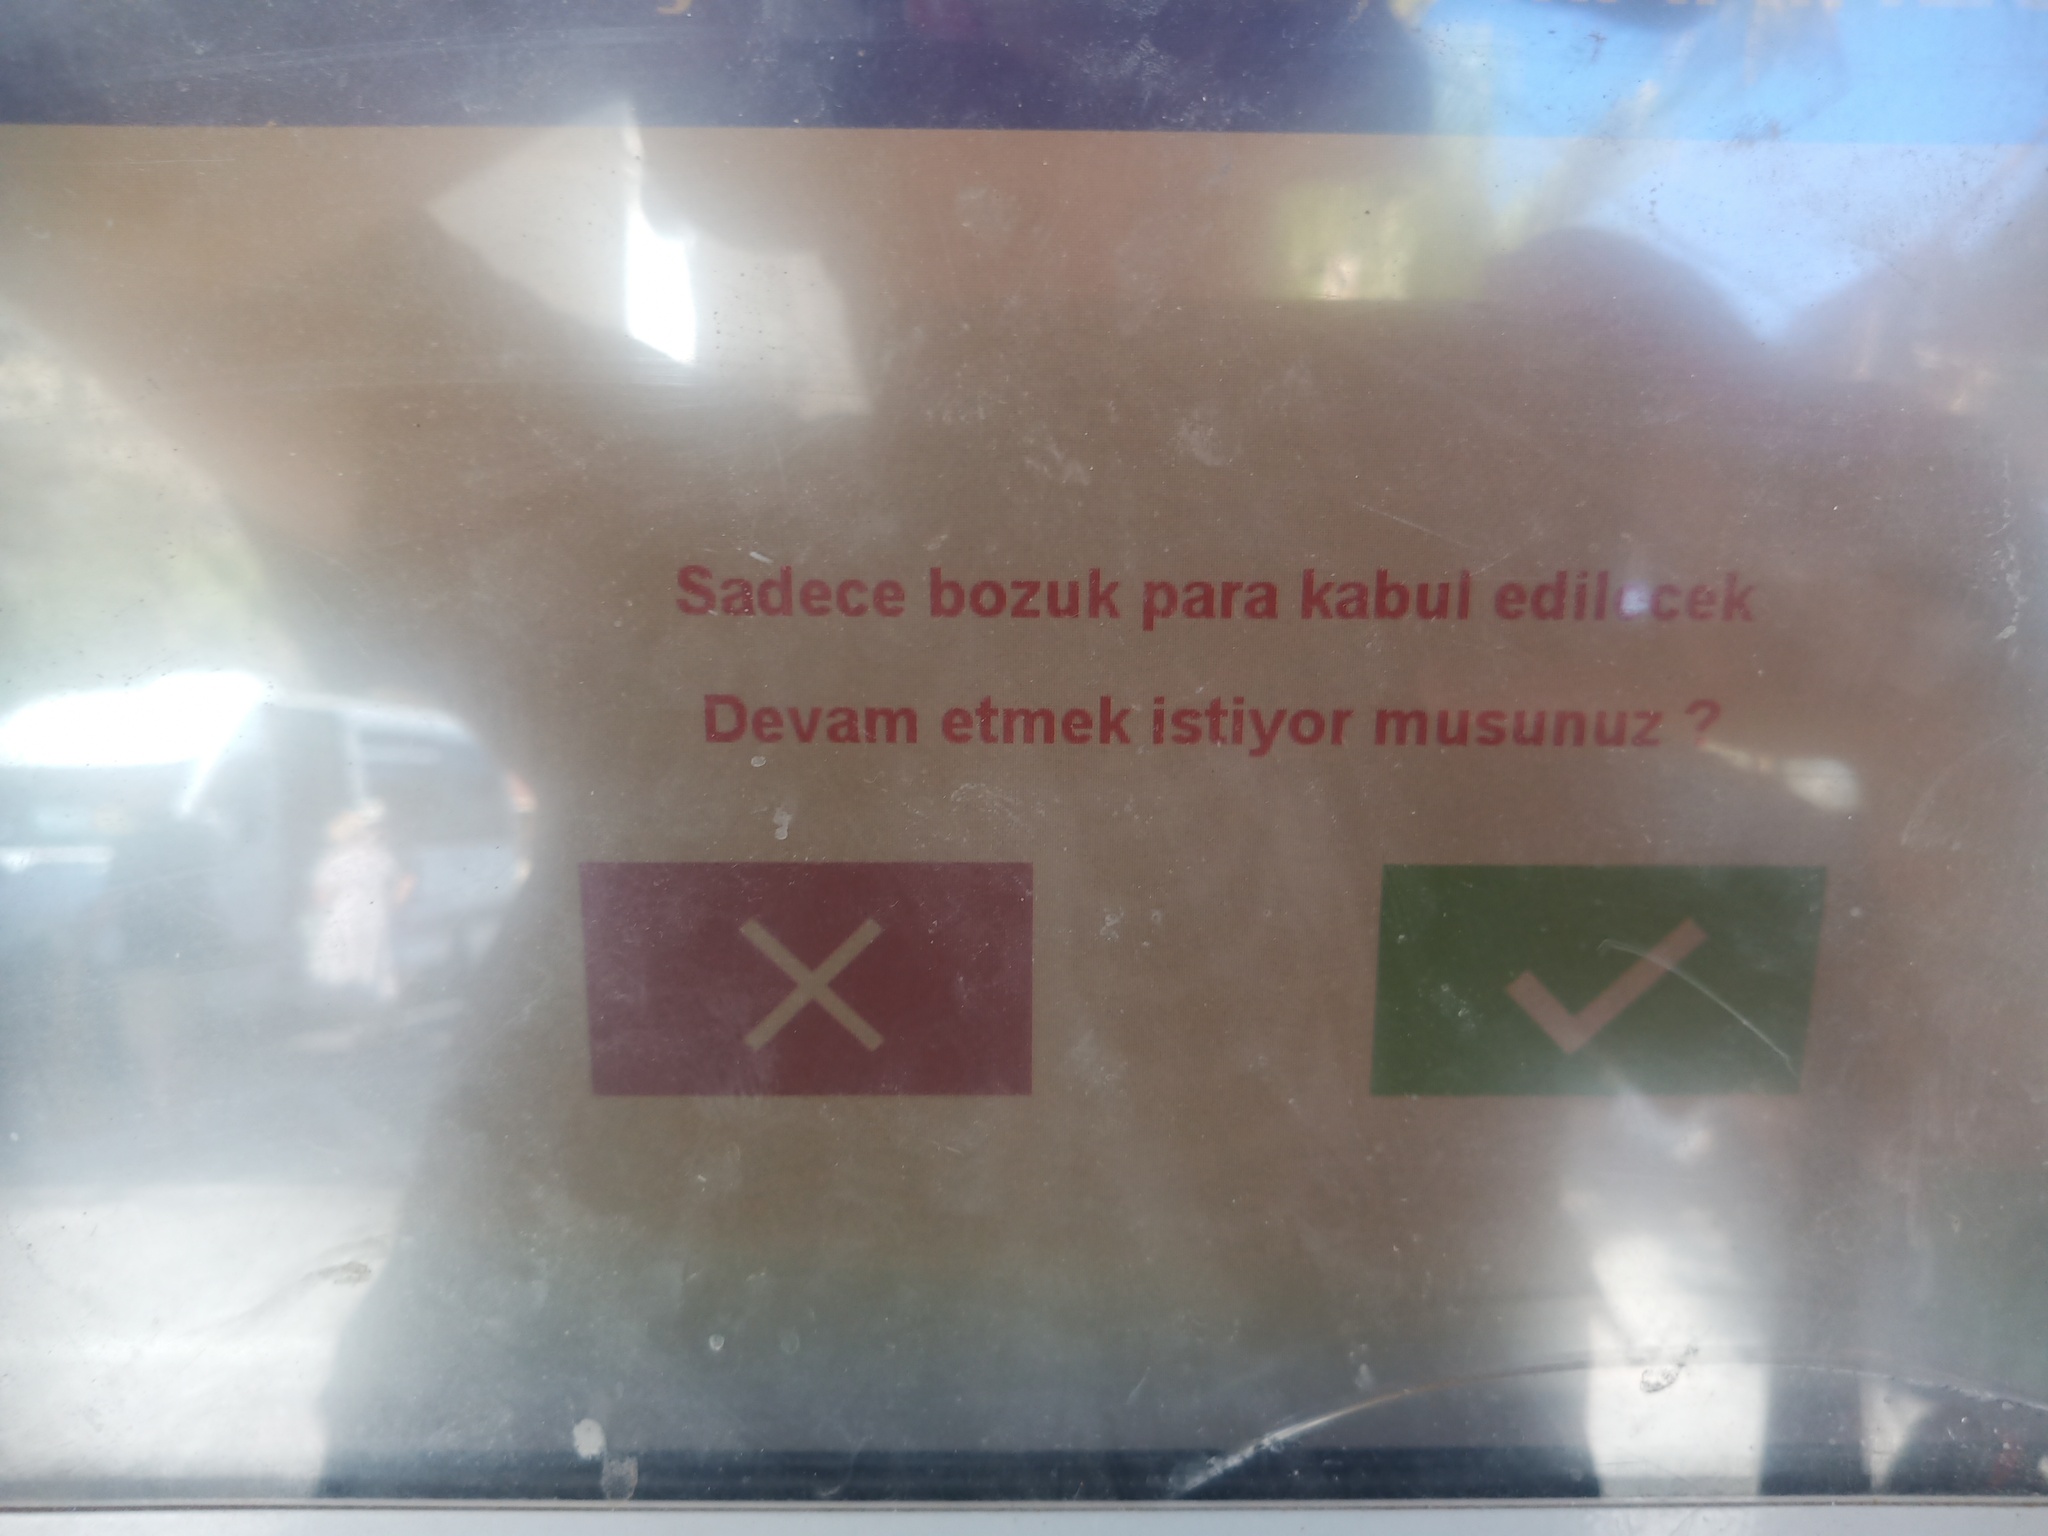 Sadece bozuk para kabul edilecek
Devam etmek istiyor musunuz ?